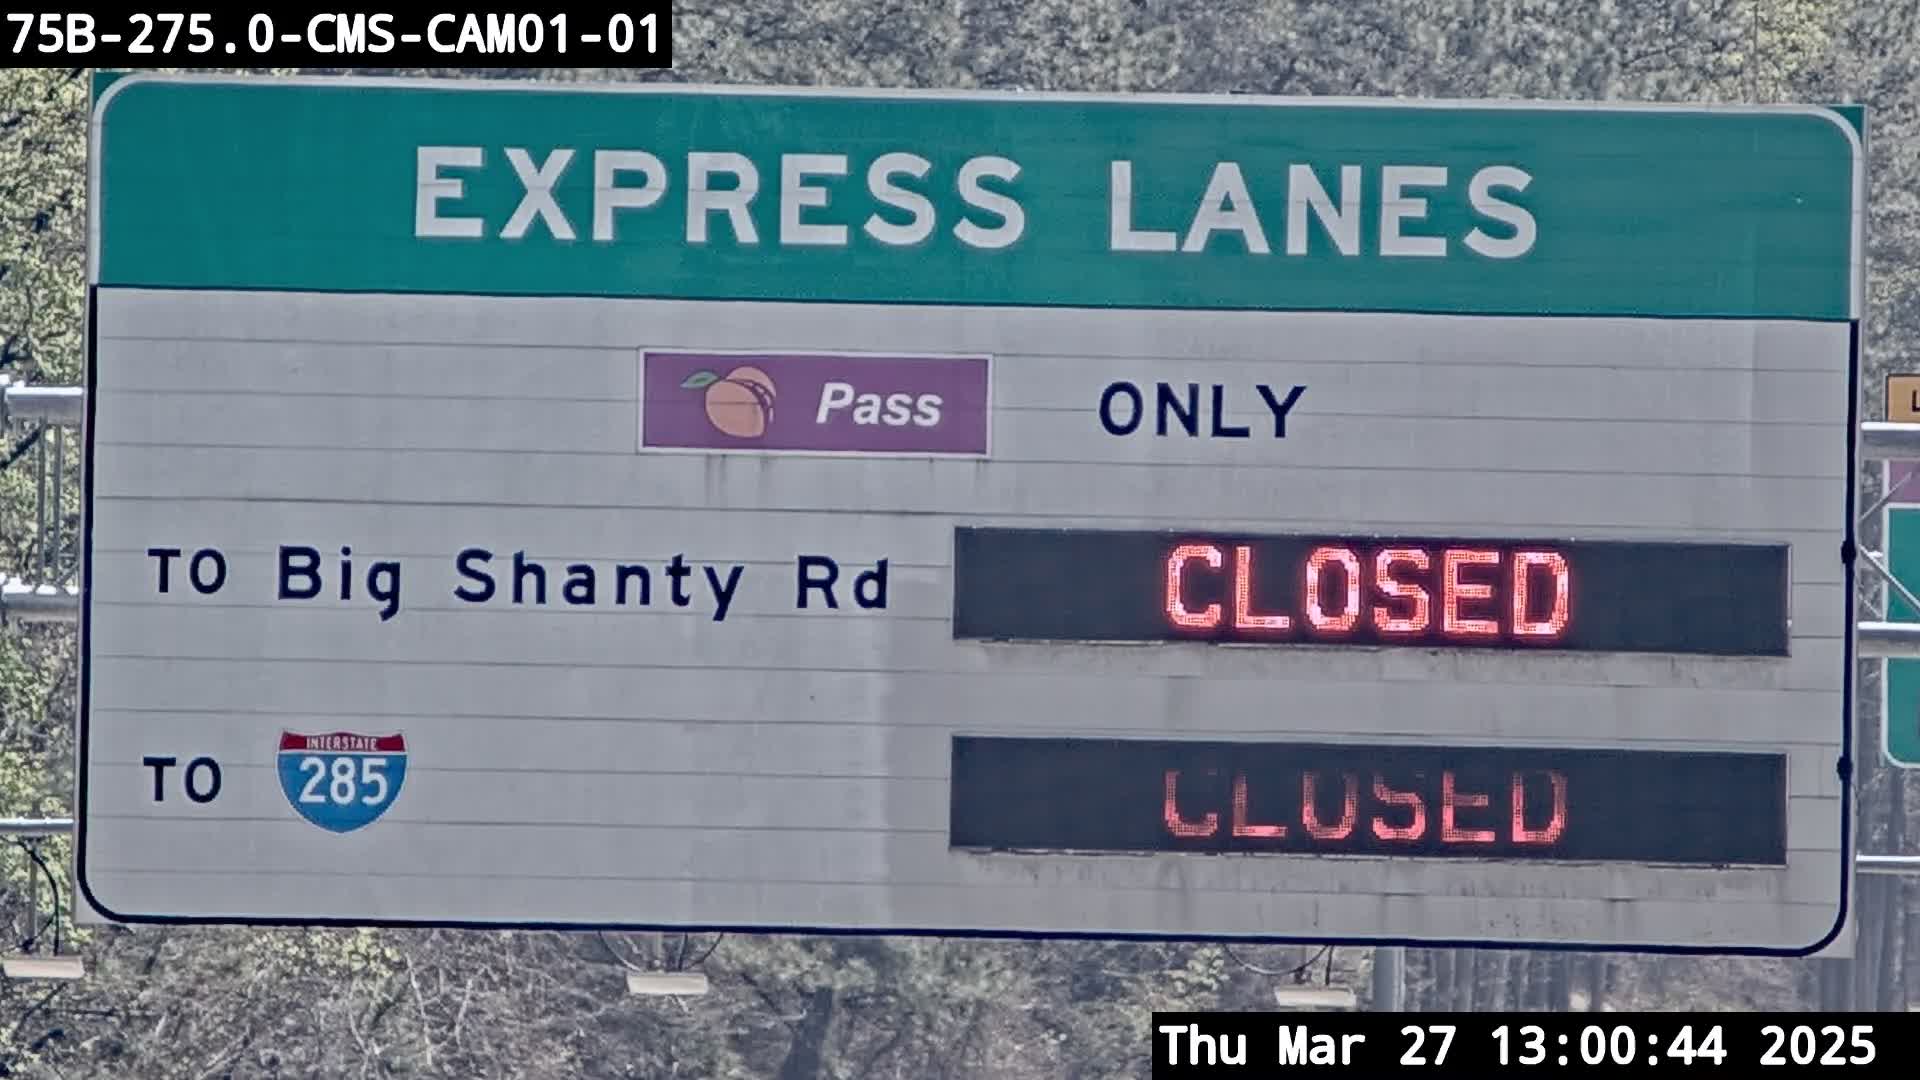 75B-275.0-CMS-CAM01-01
EXPRESS LANES
Pass ONLY
TO Big Shanty Rd CLOSED
TO INTERSTATE 285 CLOSED
Thu Mar 27 13:00:44 2025